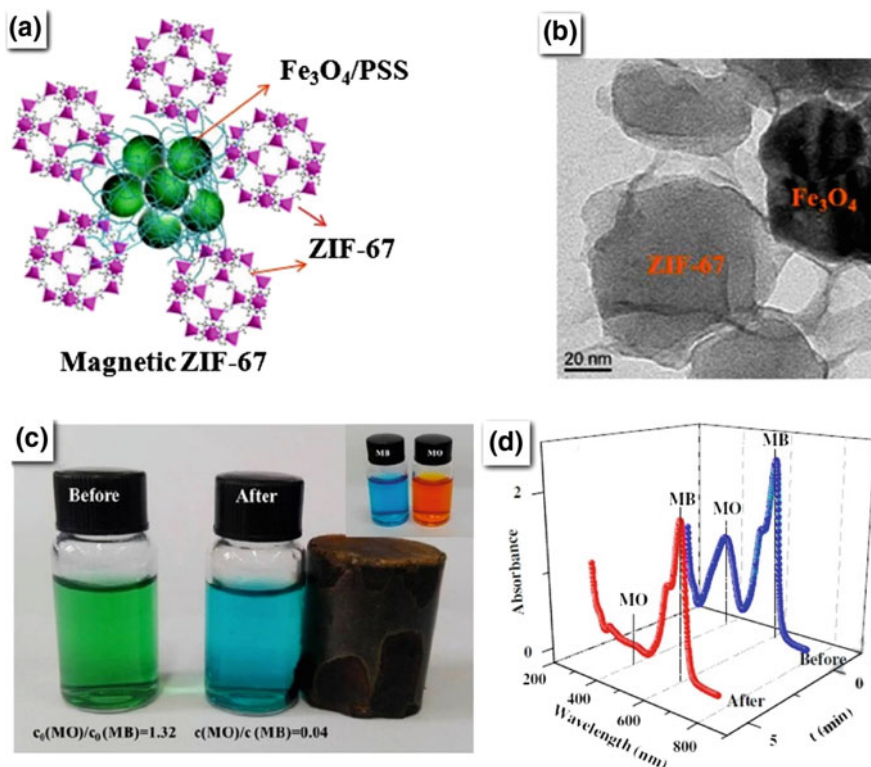 (a)
Fe₃O₄/PSS
ZIF-67
Magnetic ZIF-67
(b)
Fe₃O₄
ZIF-67
20 nm
(c)
Before
After
MB
MO
c₀(MO)/c₀(MB)=1.32
c(MO)/c (MB)=0.04
(d)
MB
MB
MO
MO
Absorbance
2
0
200
400
600
800
Wavelength (nm)
Before
After
0
5
t (min)